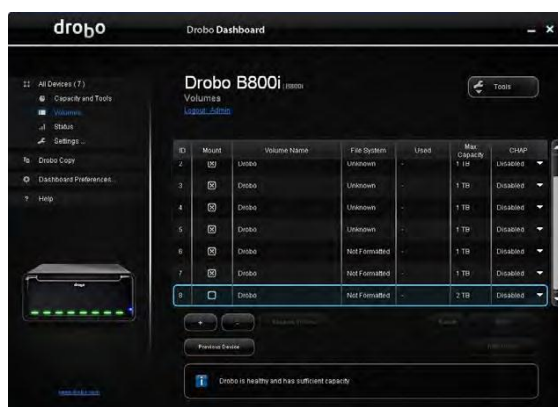 drobo
Drobo Dashboard
All Devices (7)
Capacity and Tools
Volumes
Status
Settings ...
Drobo Copy
Dashboard Preferences...
Help
www.drobo.com
Drobo B800i
Volumes
Logout Admin
Tools
ID Mount Volume Name File System Used Max Capacity CHAP
2 Drobo Unknown - 1 TB Disabled
3 Drobo Unknown - 1 TB Disabled
4 Drobo Unknown - 1 TB Disabled
5 Drobo Unknown - 1 TB Disabled
6 Drobo Not Formatted - 1 TB Disabled
7 Drobo Not Formatted - 1 TB Disabled
8 Drobo Not Formatted - 2 TB Disabled
+ -
Previous Device
Drobo is healthy and has sufficient capacity